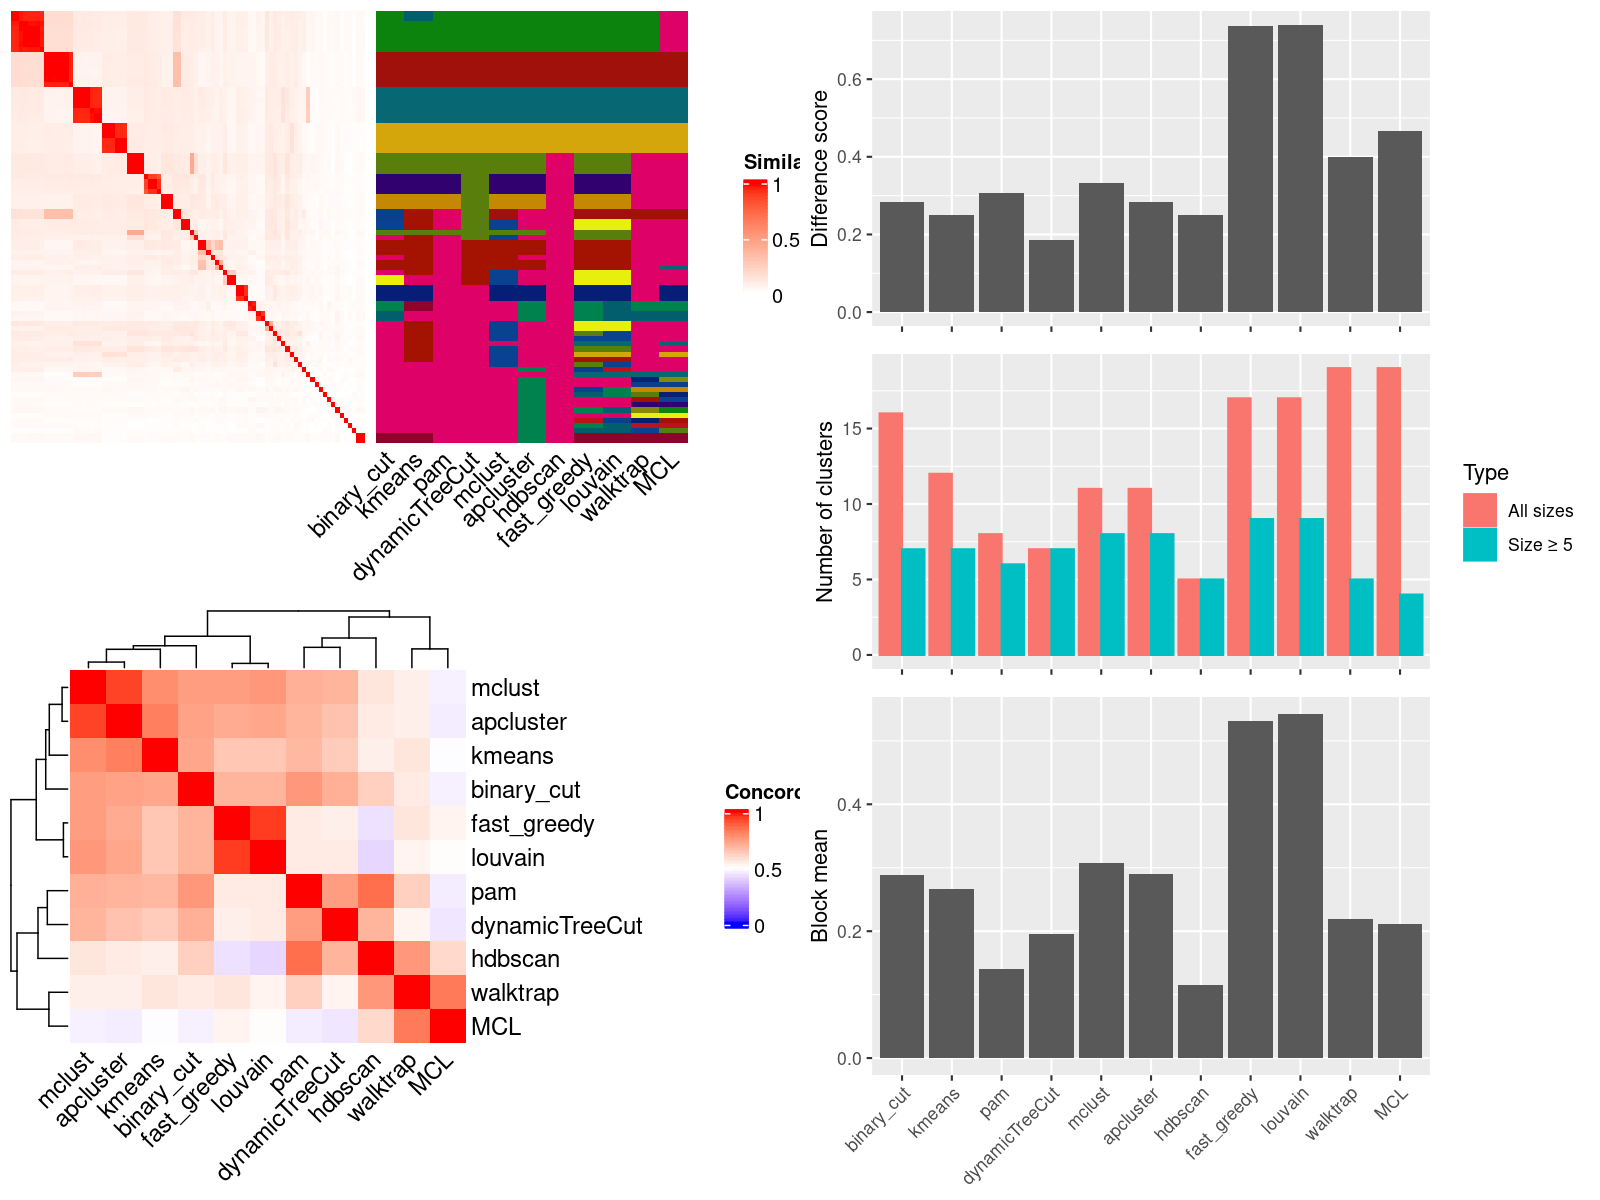 Simila
1
0.5
0
binary_cut
kmeans
pam
dynamicTreeCut
mclust
apcluster
hdbscan
fast_greedy
louvain
walktrap
MCL
mclust
apcluster
kmeans
binary_cut
fast_greedy
louvain
pam
dynamicTreeCut
hdbscan
walktrap
MCL
mclust
apcluster
kmeans
binary_cut
fast_greedy
louvain
pam
dynamicTreeCut
hdbscan
walktrap
MCL
Concord
1
0.5
0
Difference score
0.6
0.4
0.2
0.0
Number of clusters
15
10
5
0
Type
All sizes
Size ≥ 5
Block mean
0.4
0.2
0.0
binary_cut
kmeans
pam
dynamicTreeCut
mclust
apcluster
hdbscan
fast_greedy
louvain
walktrap
MCL